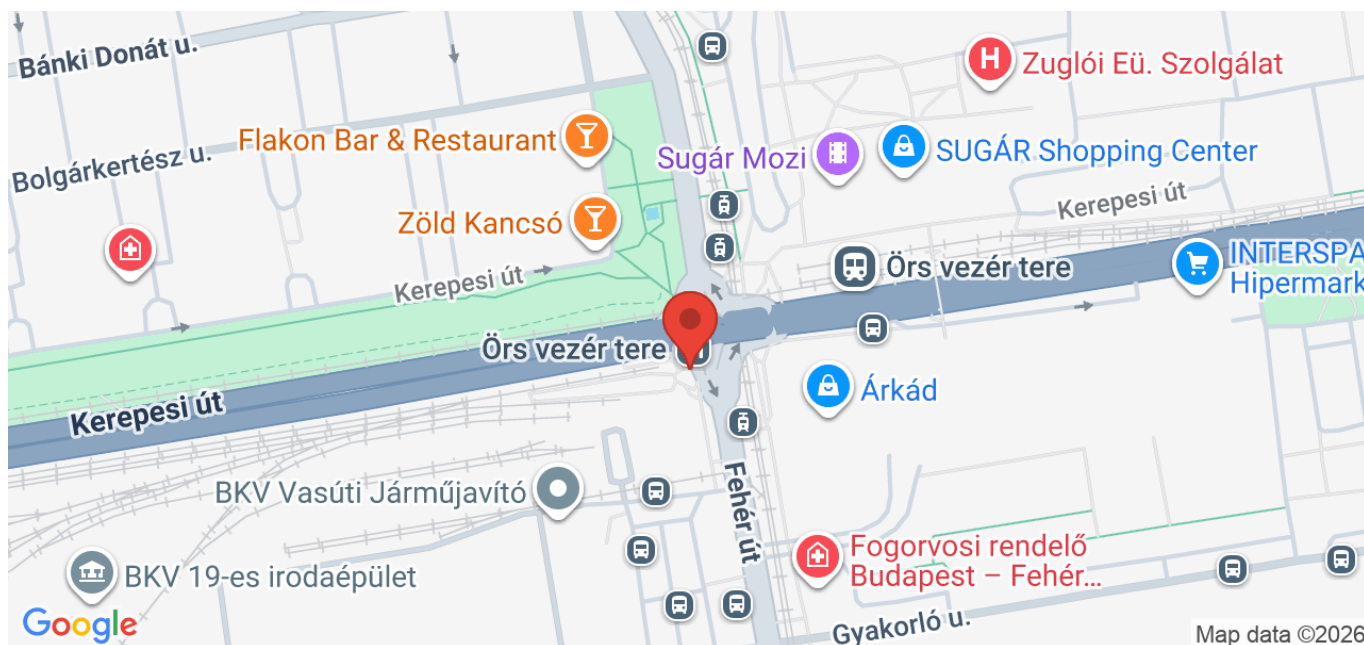 Bánki Donát u.
H
Zuglói Eü. Szolgálat
Flakon Bar & Restaurant
Sugár Mozi
SUGÁR Shopping Center
Bolgárkertész u.
Zöld Kancsó
Kerepesi út
Kerepesi út
Örs vezér tere
INTERSPA
Hipermark
Örs vezér tere
Árkád
Kerepesi út
Fehér út
BKV Vasúti Járműjavító
Fogorvosi rendelő
Budapest – Fehér...
BKV 19-es irodaépület
Gyakorló u.
Google
Map data ©2026